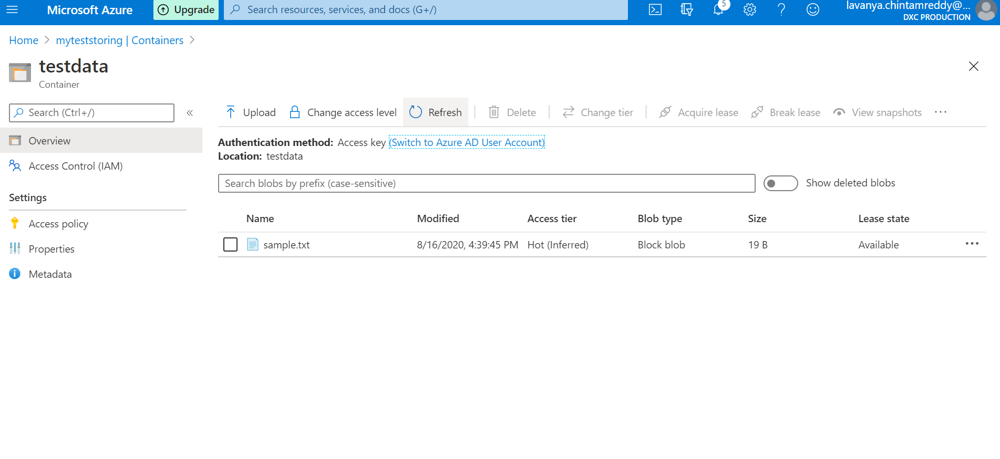 Microsoft Azure
Upgrade
Search resources, services, and docs (G+/)
5
lavanya.chintamreddy@...
DXC PRODUCTION
Home > myteststoring | Containers >
testdata
Container
Search (Ctrl+/)
«
Overview
Access Control (IAM)
Settings
Access policy
Properties
Metadata
Upload Change access level Refresh Delete Change tier Acquire lease Break lease View snapshots ...
Authentication method: Access key (Switch to Azure AD User Account)
Location: testdata
Search blobs by prefix (case-sensitive)
Show deleted blobs
Name Modified Access tier Blob type Size Lease state
sample.txt 8/16/2020, 4:39:45 PM Hot (Inferred) Block blob 19 B Available ...